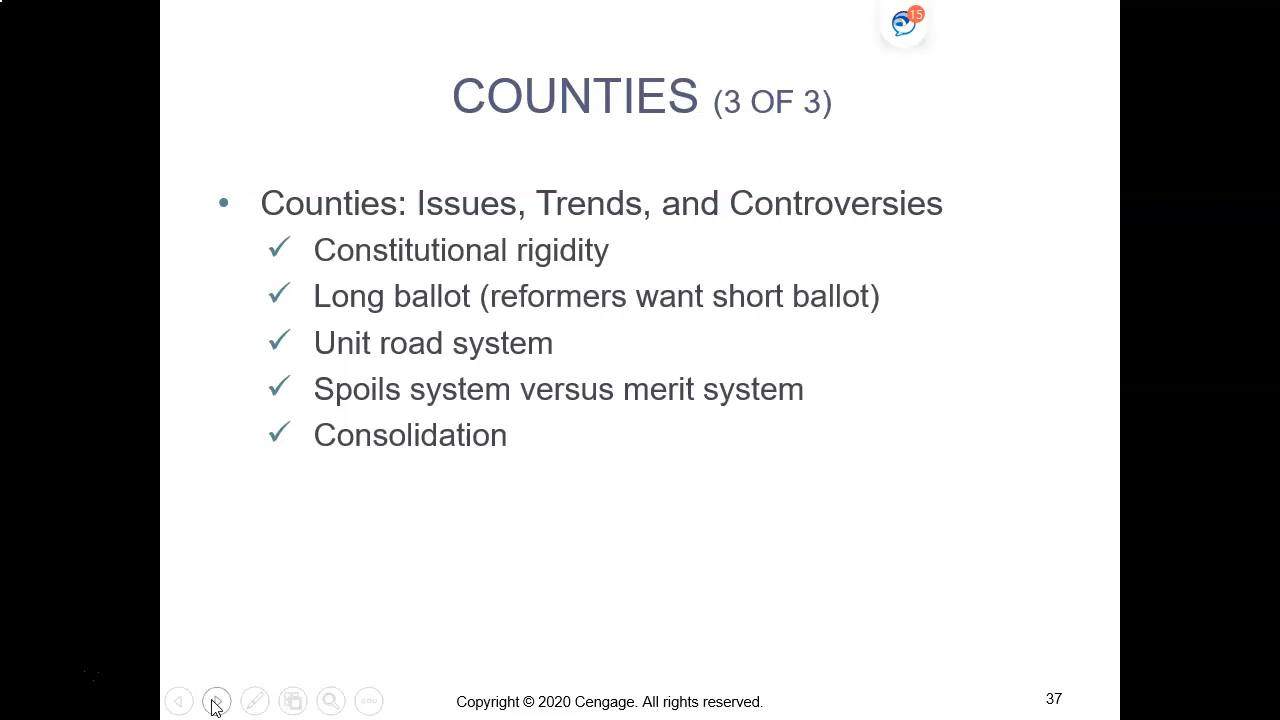 15
COUNTIES (3 OF 3)
• Counties: Issues, Trends, and Controversies
✓ Constitutional rigidity
✓ Long ballot (reformers want short ballot)
✓ Unit road system
✓ Spoils system versus merit system
✓ Consolidation
Copyright © 2020 Cengage. All rights reserved.
37